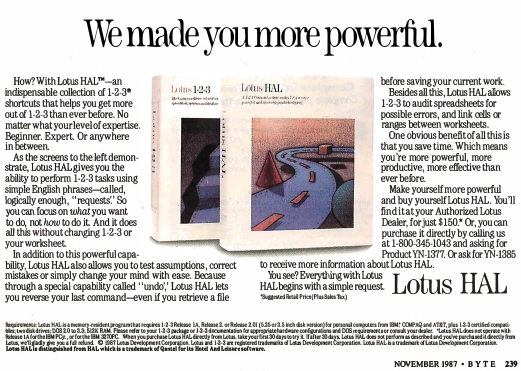 We made you more powerful.
How? With Lotus HAL™—an
indispensable collection of 1-2-3®
shortcuts that helps you get more
out of 1-2-3 than ever before. No
matter what your level of expertise.
Beginner. Expert. Or anywhere
in between.
As the screens to the left demon-
strate, Lotus HAL gives you the
ability to perform 1-2-3 tasks using
simple English phrases—called,
logically enough, "requests." So
you can focus on what you want
to do, not how to do it. And it does
all this without changing 1-2-3 or
your worksheet.
In addition to this powerful capa-
bility, Lotus HAL also allows you to test assumptions, correct
mistakes or simply change your mind with ease. Because
through a special capability called "undo," Lotus HAL lets
you reverse your last command—even if you retrieve a file
Lotus 1-2-3
Lotus HAL
before saving your current work.
Besides all this, Lotus HAL allows
1-2-3 to audit spreadsheets for
possible errors, and link cells or
ranges between worksheets.
One obvious benefit of all this is
that you save time. Which means
you're more powerful, more
productive, more effective than
ever before.
Make yourself more powerful
and buy yourself Lotus HAL. You'll
find it at your Authorized Lotus
Dealer, for just $150.* Or, you can
purchase it directly by calling us
at 1-800-345-1043 and asking for
Product YN-1377. Or ask for YN-1385
to receive more information about Lotus HAL.
You see? Everything with Lotus
HAL begins with a simple request.
*Suggested Retail Price (Plus Sales Tax)
Lotus HAL
Requirements: Lotus HAL is a memory-resident program that requires 1-2-3 Release 1A, Release 2, or Release 2.01 (5.25 or 3.5 inch disk version) for personal computers from IBM,® COMPAQ and AT&T, plus 1-2-3 certified compati-
bles; two disk drives; DOS 2.0 to 3.3, 512K RAM. Please refer to your 1-2-3 package or 1-2-3 documentation for appropriate hardware configurations and DOS requirements or consult your dealer. *Lotus HAL does not operate with
Release 1A for the IBM PCjr., or for the IBM 3270PC. When you purchase Lotus HAL directly from Lotus, take your first 30 days to try it. If after 30 days, Lotus HAL does not perform as described and you've purchased it directly from
Lotus, we'll gladly give you a full refund. © 1987 Lotus Development Corporation. Lotus and 1-2-3 are registered trademarks of Lotus Development Corporation. Lotus HAL is a trademark of Lotus Development Corporation.
Lotus HAL is distinguished from HAL which is a trademark of Qantel for its Hotel And Leisure software.
NOVEMBER 1987 • BYTE 239